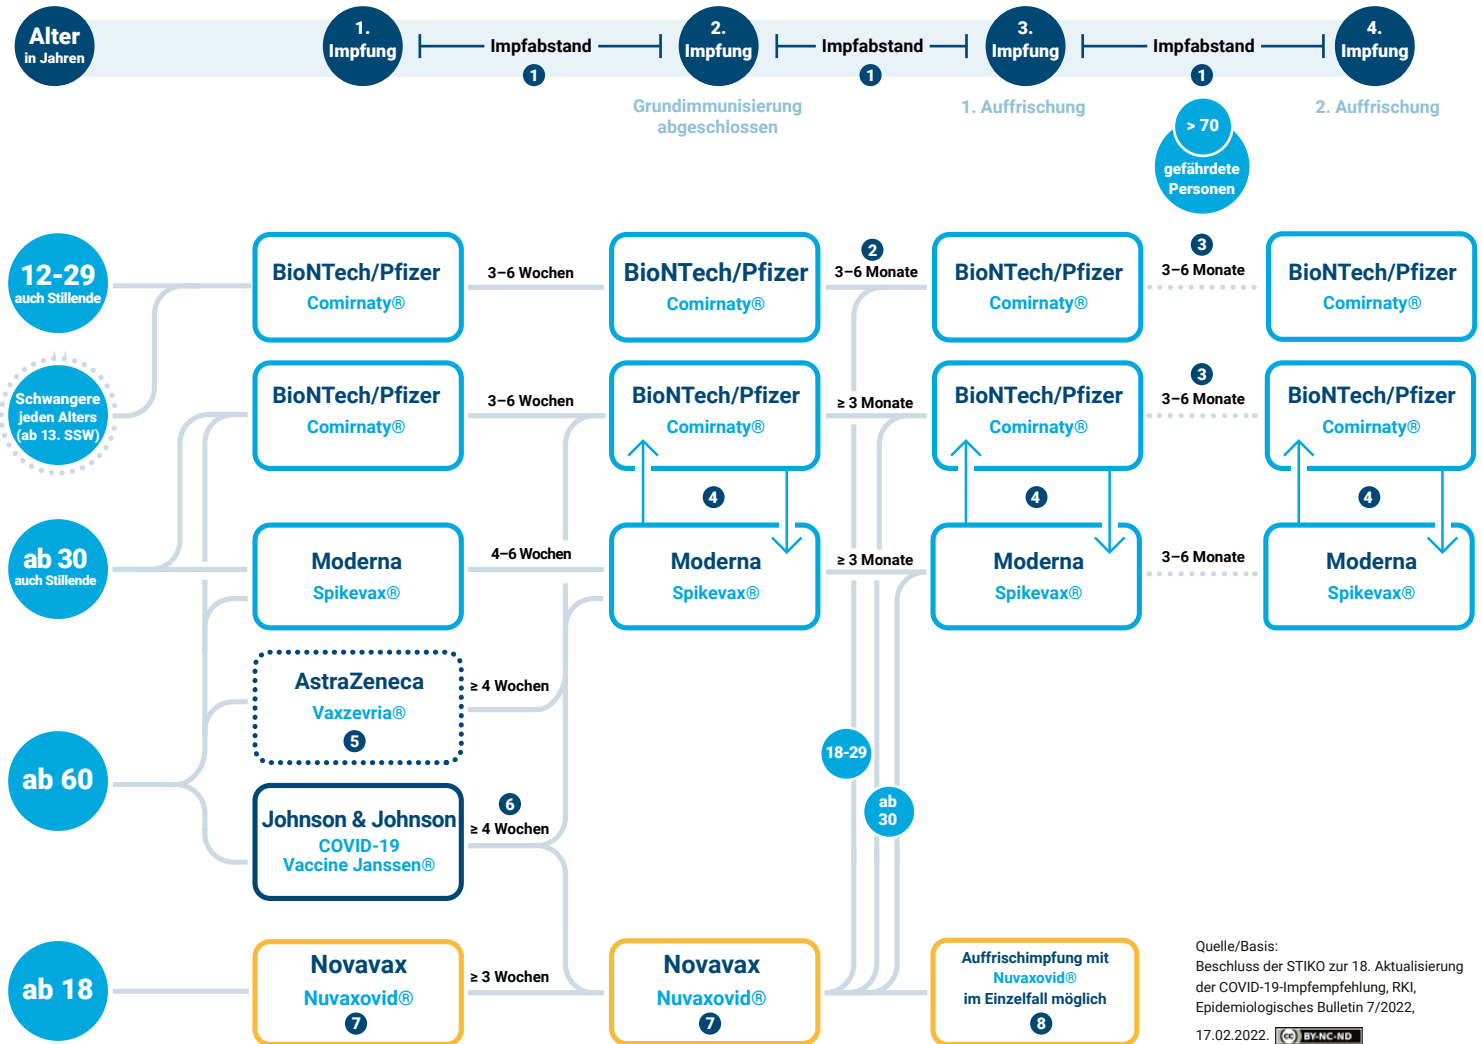 Alter
in Jahren
1.
Impfung
Impfabstand
1
2.
Impfung
Impfabstand
1
3.
Impfung
Impfabstand
1
4.
Impfung
Grundimmunisierung
abgeschlossen
1. Auffrischung
2. Auffrischung
> 70
gefährdete
Personen
12-29
auch Stillende
BioNTech/Pfizer
Comirnaty®
3–6 Wochen
BioNTech/Pfizer
Comirnaty®
2
3–6 Monate
BioNTech/Pfizer
Comirnaty®
3
3–6 Monate
BioNTech/Pfizer
Comirnaty®
Schwangere
jeden Alters
(ab 13. SSW)
BioNTech/Pfizer
Comirnaty®
3–6 Wochen
BioNTech/Pfizer
Comirnaty®
≥ 3 Monate
BioNTech/Pfizer
Comirnaty®
3
3–6 Monate
BioNTech/Pfizer
Comirnaty®
4
4
4
ab 30
auch Stillende
Moderna
Spikevax®
4–6 Wochen
Moderna
Spikevax®
≥ 3 Monate
Moderna
Spikevax®
3–6 Monate
Moderna
Spikevax®
AstraZeneca
Vaxzevria®
5
≥ 4 Wochen
ab 60
Johnson & Johnson
COVID-19
Vaccine Janssen®
6
≥ 4 Wochen
18-29
ab
30
ab 18
Novavax
Nuvaxovid®
7
≥ 3 Wochen
Novavax
Nuvaxovid®
7
Auffrischimpfung mit
Nuvaxovid®
im Einzelfall möglich
8
Quelle/Basis:
Beschluss der STIKO zur 18. Aktualisierung
der COVID-19-Impfempfehlung, RKI,
Epidemiologisches Bulletin 7/2022,
17.02.2022. cc BY-NC-ND